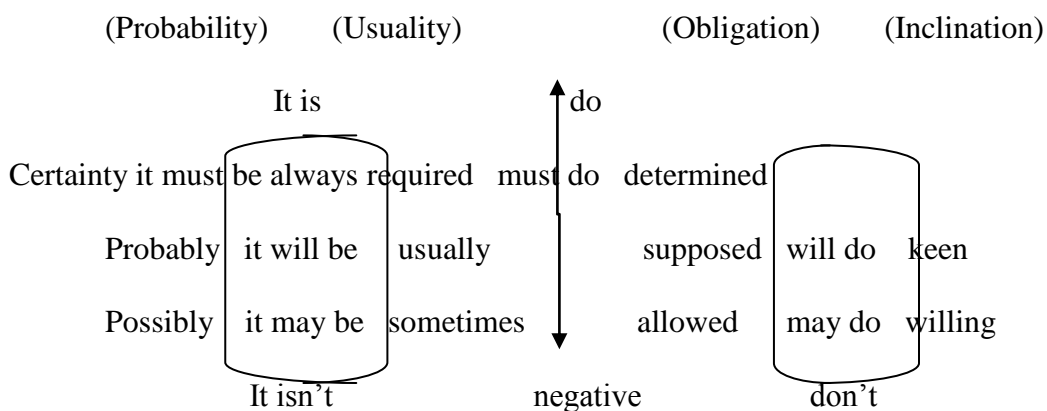 (Probability) (Usuality) (Obligation) (Inclination)
It is do
Certainty it must be always required must do determined
Probably it will be usually supposed will do keen
Possibly it may be sometimes allowed may do willing
It isn’t negative don’t